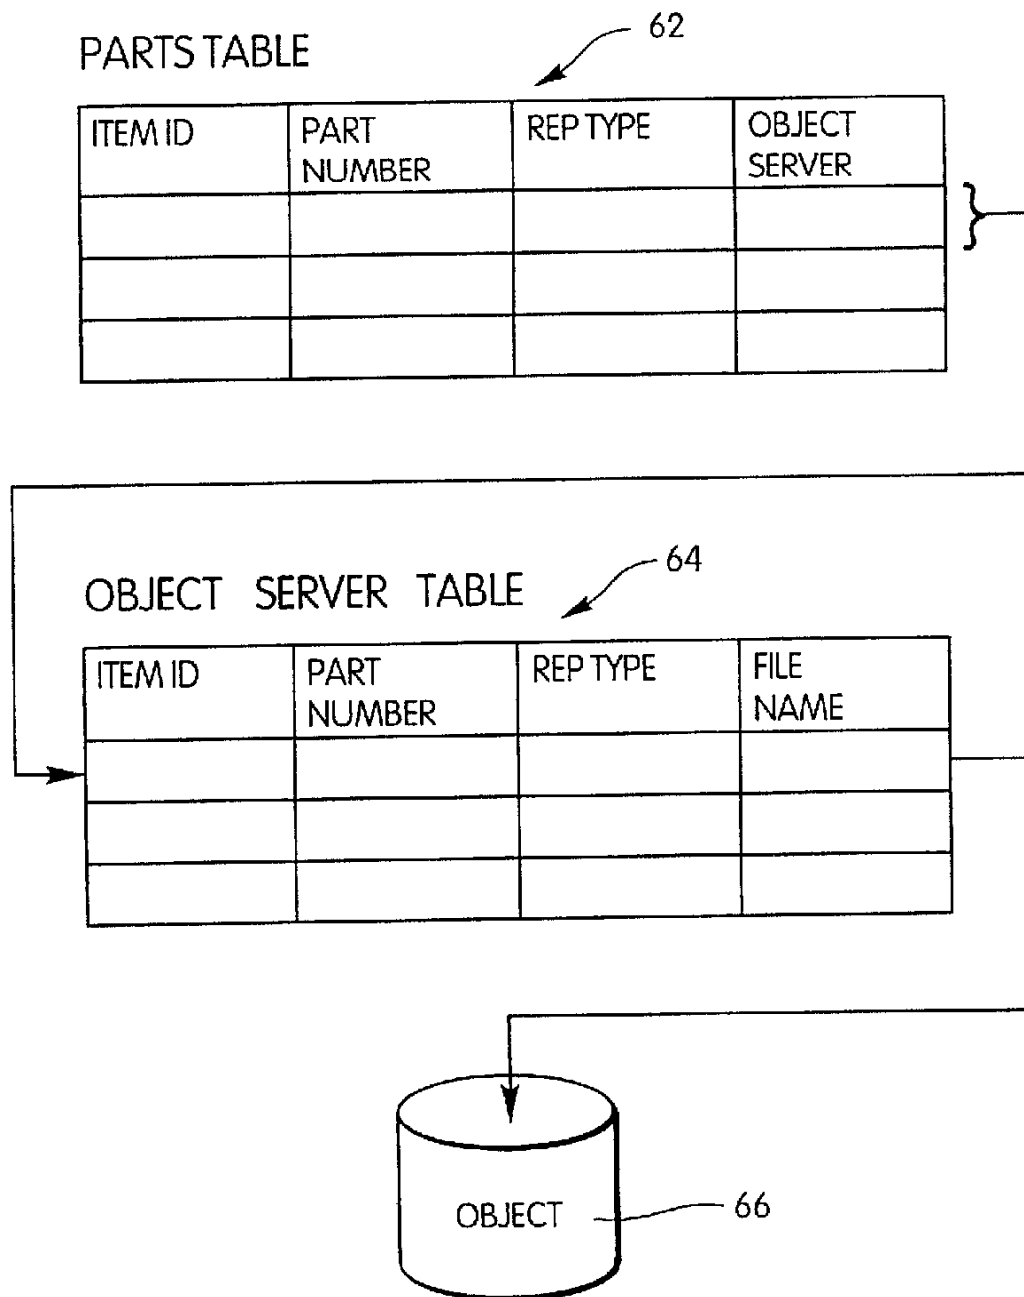 62
PARTS TABLE
ITEM ID
PART NUMBER
REP TYPE
OBJECT SERVER
64
OBJECT SERVER TABLE
ITEM ID
PART NUMBER
REP TYPE
FILE NAME
OBJECT
66